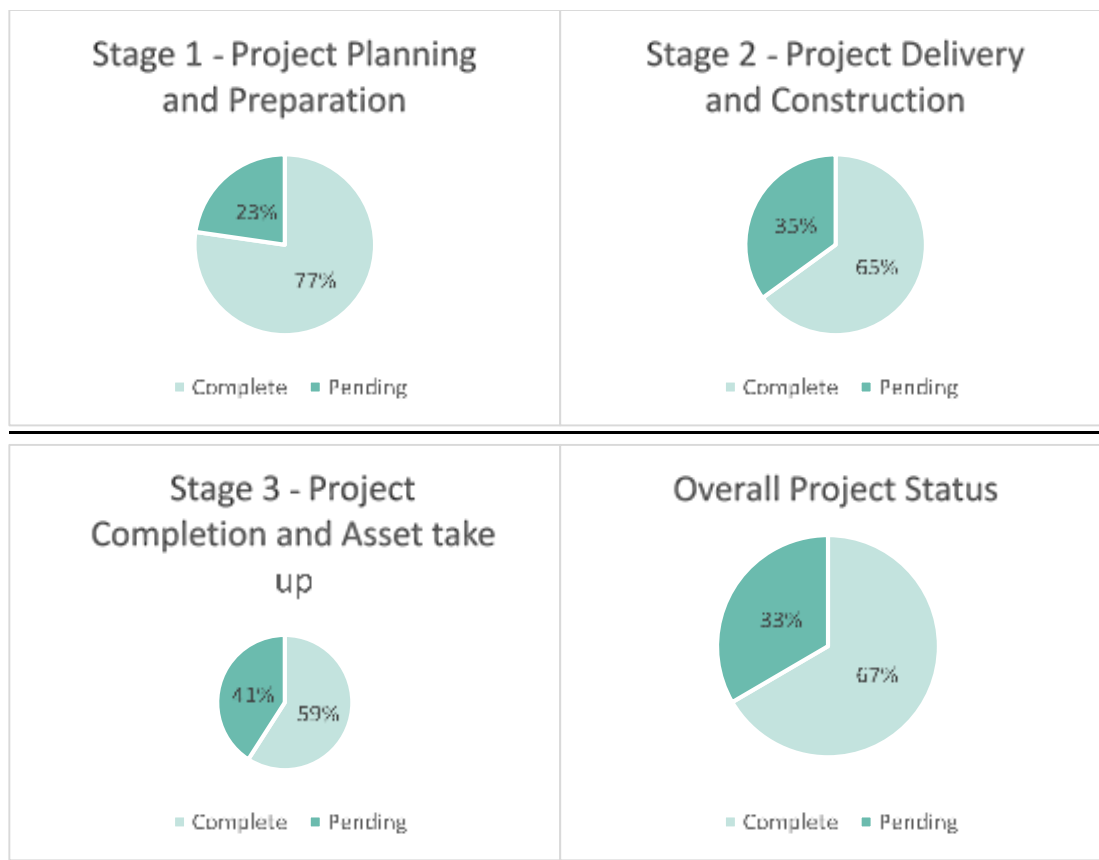 Stage 1 - Project Planning
and Preparation
23%
77%
Complete Pending
Stage 2 - Project Delivery
and Construction
35%
65%
Complete Pending
Stage 3 - Project
Completion and Asset take
up
41%
59%
Complete Pending
Overall Project Status
33%
67%
Complete Pending